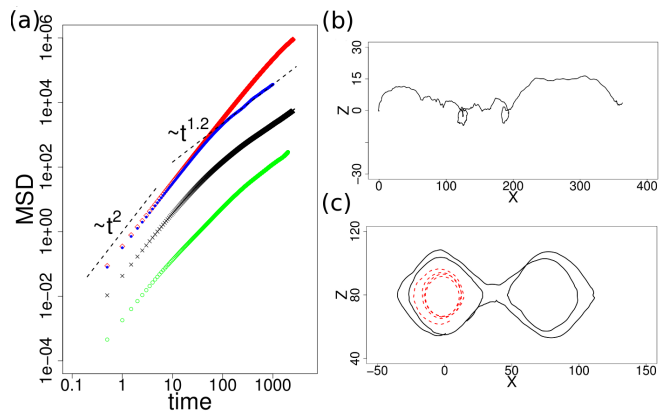 (a)
MSD
1e+06
1e+04
1e+02
1e+00
1e−02
1e−04
~t^1.2
~t^2
0.1 1 10 100 1000
time
(b)
Z
30
15
0
−30
0 100 200 300 400
X
(c)
Z
120
80
40
−50 0 50 100 150
X